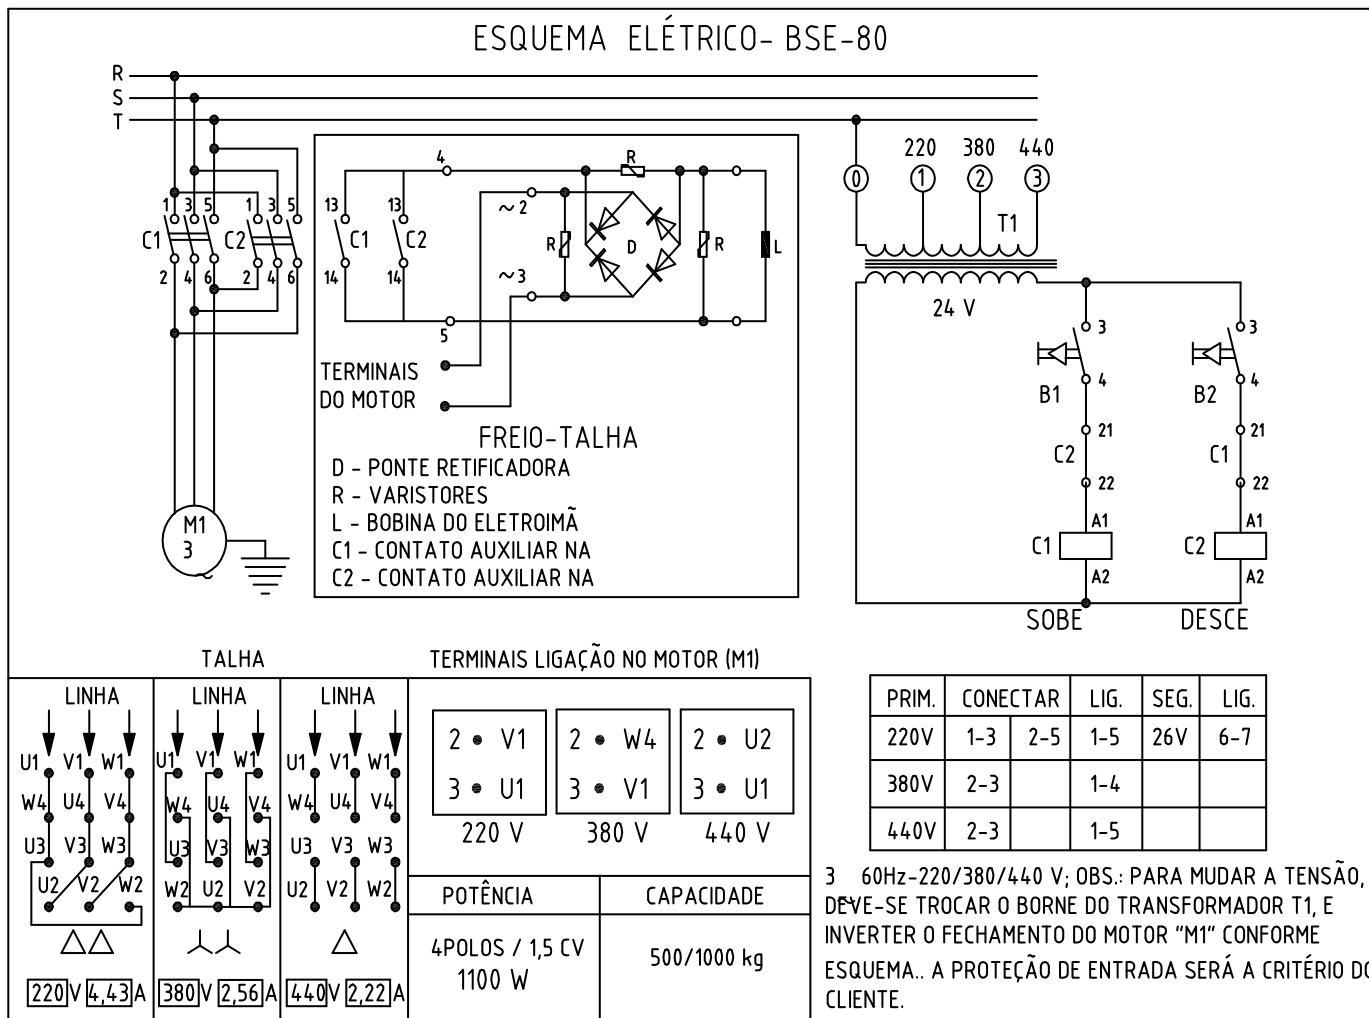 ESQUEMA ELÉTRICO- BSE-80
R
S
T
220 380 440
0 1 2 3
T1
24 V
1 3 5 1 3 5
C1 C2
2 4 6 2 4 6
13 13
C1 C2
14 14
4
R
~2
R D R L
~3
5
TERMINAIS
DO MOTOR
FREIO-TALHA
D - PONTE RETIFICADORA
R - VARISTORES
L - BOBINA DO ELETROIMÃ
C1 - CONTATO AUXILIAR NA
C2 - CONTATO AUXILIAR NA
M1
3
~
3 3
4 4
B1 B2
21 21
C2 C1
22 22
A1 A1
C1 C2
A2 A2
SOBE DESCE
TALHA
LINHA LINHA LINHA
U1 V1 W1 U1 V1 W1 U1 V1 W1
W4 U4 V4 W4 U4 V4 W4 U4 V4
U3 V3 W3 U3 V3 W3 U3 V3 W3
U2 V2 W2 W2 U2 V2 U2 V2 W2
220 V 4,43 A 380 V 2,56 A 440 V 2,22 A
TERMINAIS LIGAÇÃO NO MOTOR (M1)
2 • V1 2 • W4 2 • U2
3 • U1 3 • V1 3 • U1
220 V 380 V 440 V
POTÊNCIA CAPACIDADE
4POLOS / 1,5 CV
1100 W
500/1000 kg
PRIM. CONECTAR LIG. SEG. LIG.
220V 1-3 2-5 1-5 26V 6-7
380V 2-3 1-4
440V 2-3 1-5
3~ 60Hz-220/380/440 V; OBS.: PARA MUDAR A TENSÃO,
DEVE-SE TROCAR O BORNE DO TRANSFORMADOR T1, E
INVERTER O FECHAMENTO DO MOTOR "M1" CONFORME
ESQUEMA.. A PROTEÇÃO DE ENTRADA SERÁ A CRITÉRIO DO
CLIENTE.